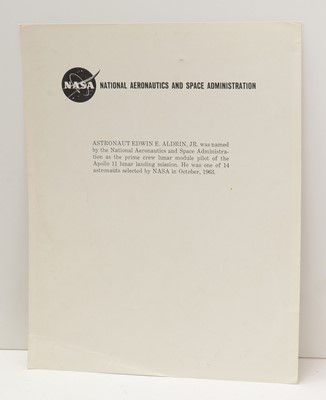 NASA NATIONAL AERONAUTICS AND SPACE ADMINISTRATION
ASTRONAUT EDWIN E. ALDRIN, JR. was named
by the National Aeronautics and Space Administra-
tion as the prime crew lunar module pilot of the
Apollo 11 lunar landing mission. He was one of 14
astronauts selected by NASA in October, 1963.